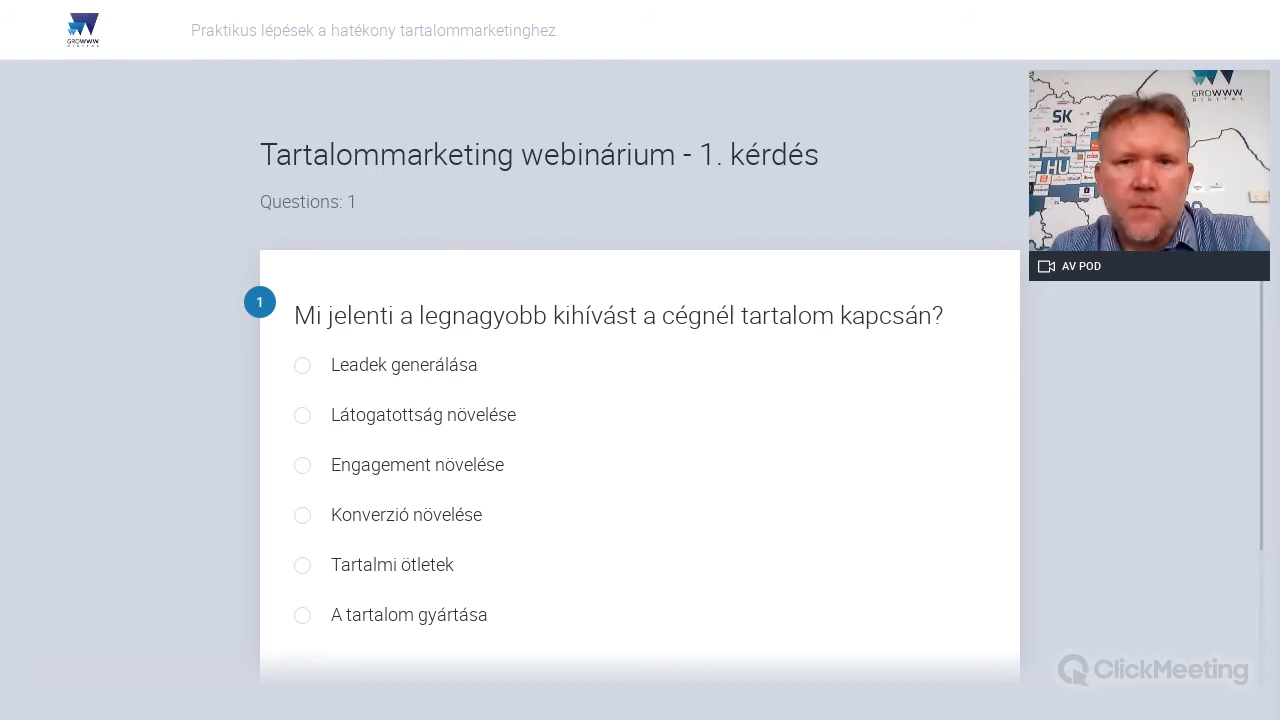 GROWWW
DIGITAL
Praktikus lépések a hatékony tartalommarketinghez
Tartalommarketing webinárium - 1. kérdés
Questions: 1
1
Mi jelenti a legnagyobb kihívást a cégnél tartalom kapcsán?
Leadek generálása
Látogatottság növelése
Engagement növelése
Konverzió növelése
Tartalmi ötletek
A tartalom gyártása
GROWWW
DIGITAL
SK
HU
AV POD
ClickMeeting